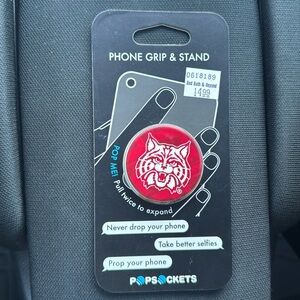 PHONE GRIP & STAND
0618189
Bed Bath & Beyond
14.99
POP ME! Pull twice to expand
®
Never drop your phone
Take better selfies
Prop your phone
POPSOCKETS